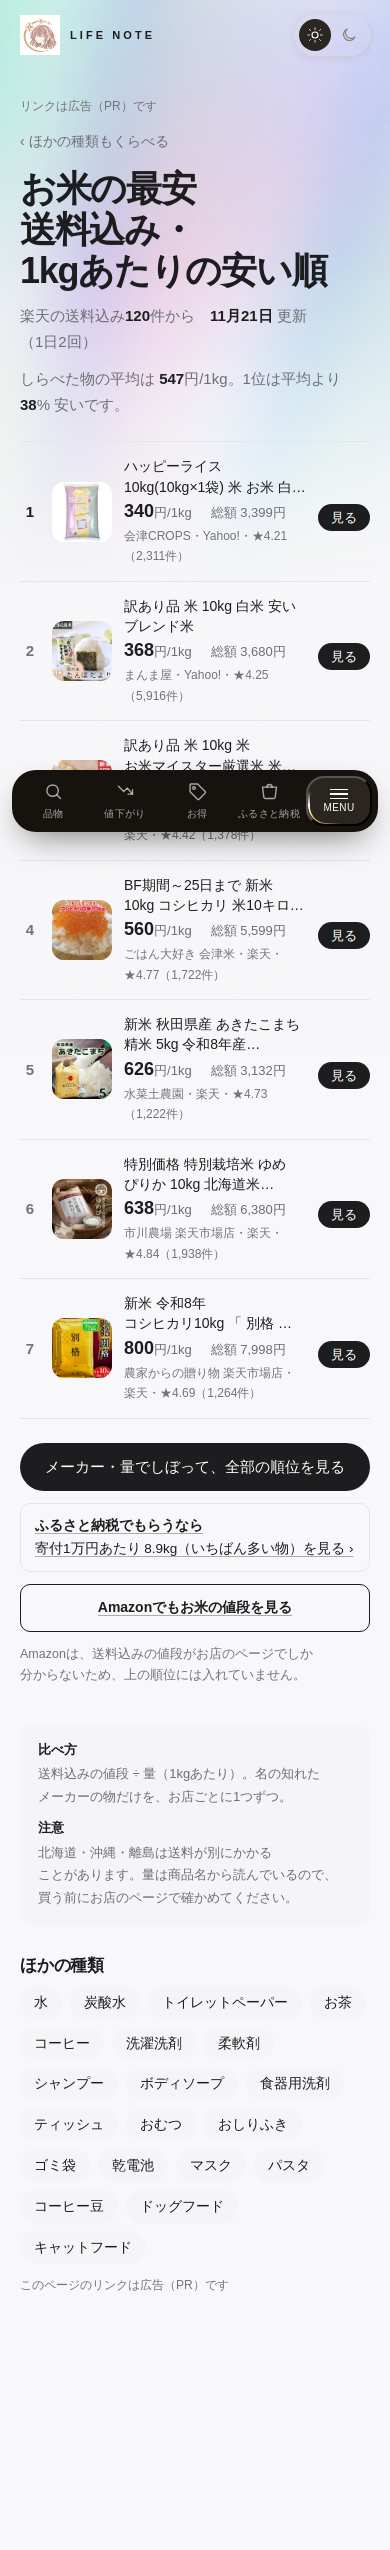 LIFE NOTE
リンクは広告（PR）です
‹ ほかの種類もくらべる
お米の最安
送料込み・
1kgあたりの安い順
楽天の送料込み120件から 11月21日 更新
（1日2回）
しらべた物の平均は 547円/1kg。1位は平均より
38% 安いです。
1
ハッピーライス
10kg(10kg×1袋) 米 お米 白…
340円/1kg 総額 3,399円
会津CROPS・Yahoo!・★4.21
（2,311件）
見る
2
訳あり品 米 10kg 白米 安い
ブレンド米
368円/1kg 総額 3,680円
まんま屋・Yahoo!・★4.25
（5,916件）
見る
訳あり品 米 10kg 米
お米マイスター厳選米 米…
品物
値下がり
お得
ふるさと納税
MENU
楽天・★4.42（1,378件）
4
BF期間～25日まで 新米
10kg コシヒカリ 米10キロ…
560円/1kg 総額 5,599円
ごはん大好き 会津米・楽天・
★4.77（1,722件）
見る
5
新米 秋田県産 あきたこまち
精米 5kg 令和8年産…
626円/1kg 総額 3,132円
水菜土農園・楽天・★4.73
（1,222件）
見る
あきたこまち
6
特別価格 特別栽培米 ゆめ
ぴりか 10kg 北海道米…
638円/1kg 総額 6,380円
市川農場 楽天市場店・楽天・
★4.84（1,938件）
見る
7
新米 令和8年
コシヒカリ10kg 「 別格 …
800円/1kg 総額 7,998円
農家からの贈り物 楽天市場店・
楽天・★4.69（1,264件）
見る
別格
メーカー・量でしぼって、全部の順位を見る
ふるさと納税でもらうなら
寄付1万円あたり 8.9kg（いちばん多い物）を見る ›
Amazonでもお米の値段を見る
Amazonは、送料込みの値段がお店のページでしか
分からないため、上の順位には入れていません。
比べ方
送料込みの値段 ÷ 量（1kgあたり）。名の知れた
メーカーの物だけを、お店ごとに1つずつ。
注意
北海道・沖縄・離島は送料が別にかかる
ことがあります。量は商品名から読んでいるので、
買う前にお店のページで確かめてください。
ほかの種類
水 炭酸水 トイレットペーパー お茶
コーヒー 洗濯洗剤 柔軟剤
シャンプー ボディソープ 食器用洗剤
ティッシュ おむつ おしりふき
ゴミ袋 乾電池 マスク パスタ
コーヒー豆 ドッグフード
キャットフード
このページのリンクは広告（PR）です